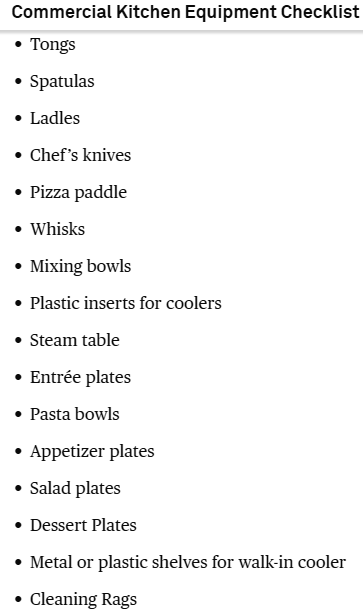 Commercial Kitchen Equipment Checklist
• Tongs
• Spatulas
• Ladles
• Chef’s knives
• Pizza paddle
• Whisks
• Mixing bowls
• Plastic inserts for coolers
• Steam table
• Entrée plates
• Pasta bowls
• Appetizer plates
• Salad plates
• Dessert Plates
• Metal or plastic shelves for walk-in cooler
• Cleaning Rags